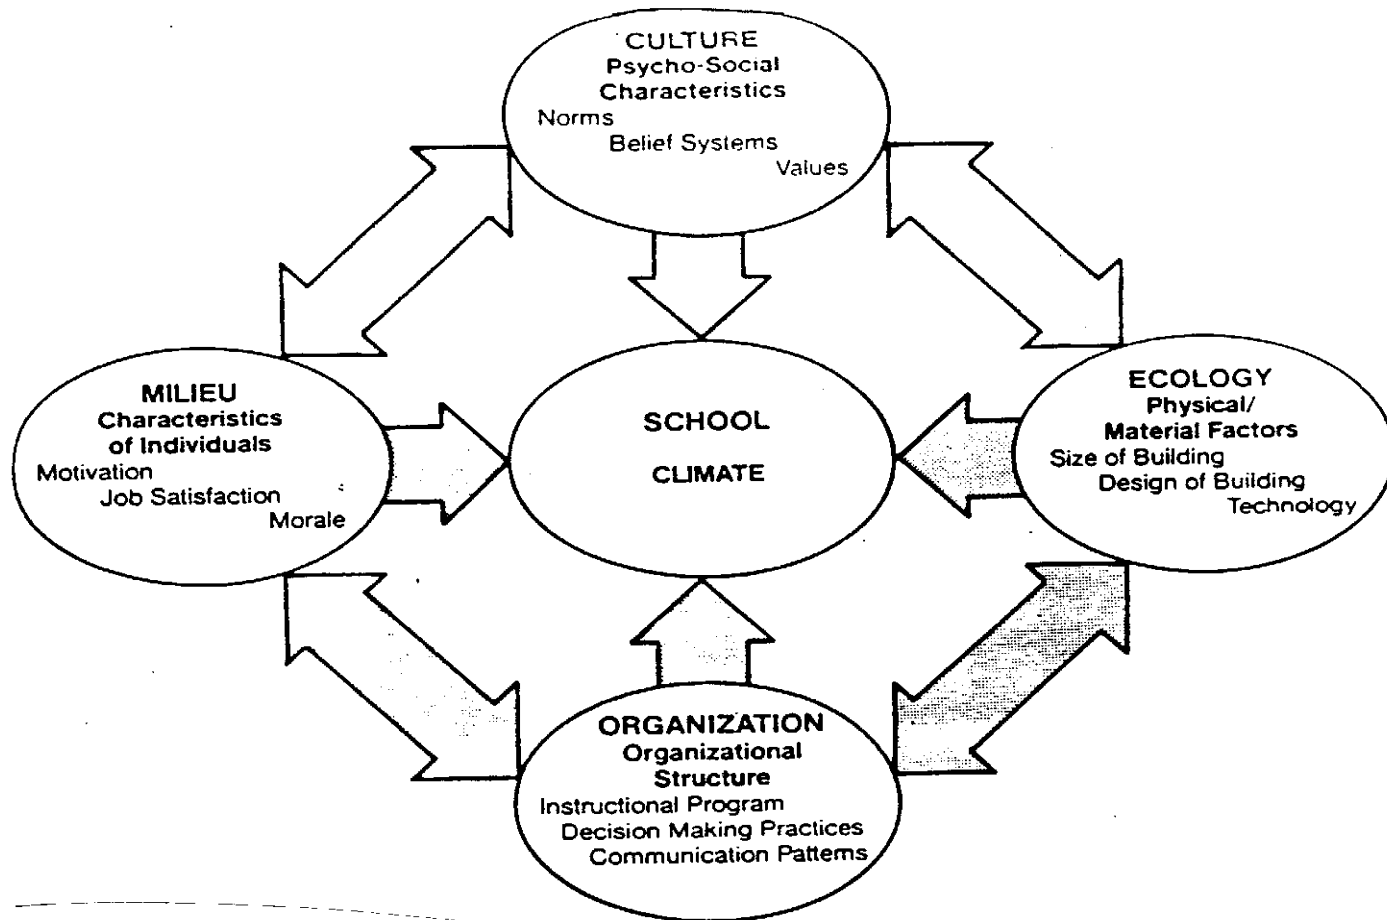 CULTURE
Psycho-Social
Characteristics
Norms
Belief Systems
Values
MILIEU
Characteristics
of Individuals
Motivation
Job Satisfaction
Morale
SCHOOL
CLIMATE
ECOLOGY
Physical/
Material Factors
Size of Building
Design of Building
Technology
ORGANIZATION
Organizational
Structure
Instructional Program
Decision Making Practices
Communication Patterns